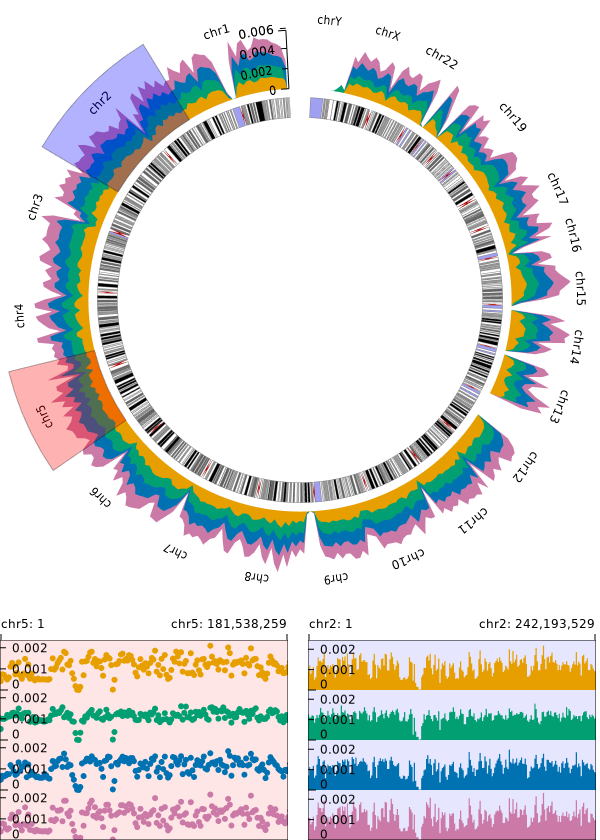 chrY
chr1
chrX
0.006
0.004
0.002
0
chr22
chr2
chr19
chr3
chr17
chr16
chr15
chr4
chr14
chr5
chr13
chr6
chr12
chr11
chr7
chr10
chr8
chr9
chr5: 1
chr5: 181,538,259
chr2: 1
chr2: 242,193,529
0.002
0.001
0
0.002
0.001
0
0.002
0.001
0
0.002
0.001
0
0.002
0.001
0
0.002
0.001
0
0.002
0.001
0
0.002
0.001
0